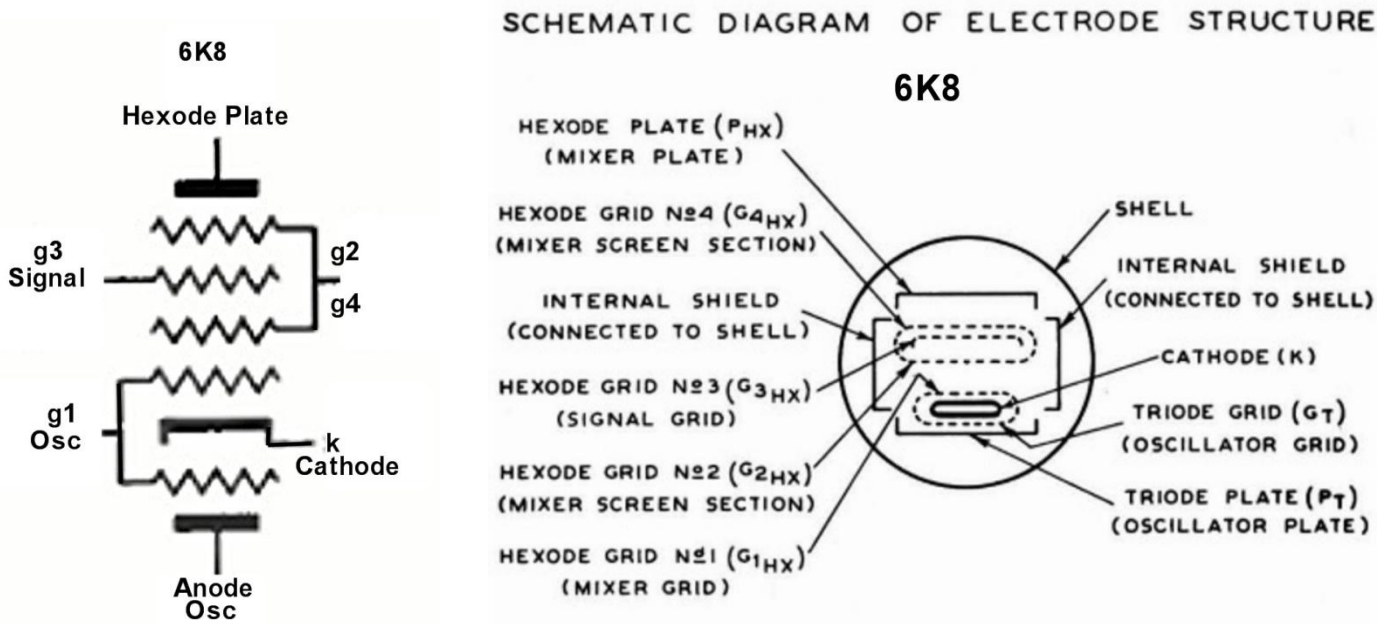 6K8
Hexode Plate
g3
Signal
g2
g4
g1
Osc
k
Cathode
Anode
Osc
SCHEMATIC DIAGRAM OF ELECTRODE STRUCTURE
6K8
HEXODE PLATE (PHX)
(MIXER PLATE)
HEXODE GRID Nº4 (G4HX)
(MIXER SCREEN SECTION)
INTERNAL SHIELD
(CONNECTED TO SHELL)
HEXODE GRID Nº3 (G3HX)
(SIGNAL GRID)
HEXODE GRID Nº2 (G2HX)
(MIXER SCREEN SECTION)
HEXODE GRID Nº1 (G1HX)
(MIXER GRID)
SHELL
INTERNAL SHIELD
(CONNECTED TO SHELL)
CATHODE (K)
TRIODE GRID (GT)
(OSCILLATOR GRID)
TRIODE PLATE (PT)
(OSCILLATOR PLATE)